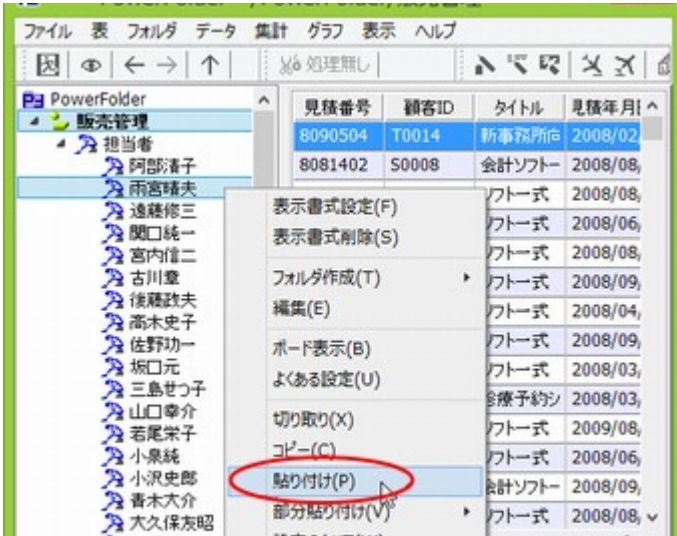 ファイル 表 フォルダ データ 集計 グラフ 表示 ヘルプ
処理無し
PowerFolder
販売管理
担当者
阿部清子
雨宮晴夫
遠藤修三
関口純一
宮内信二
古川章
後藤政夫
高木史子
佐野功一
坂口元
三島せつ子
山口幸介
若尾栄子
小泉純
小沢史郎
青木大介
大久保友昭
見積番号 顧客ID タイトル 見積年月
8090504 T0014 新事務所 2008/02
8081402 S0008 会計ソフトー 2008/08
ソフト一式 2008/08
ソフト一式 2008/06
ソフト一式 2008/08
ソフト一式 2008/09
ソフト一式 2008/04
ソフト一式 2008/09
ソフト一式 2008/03
診療予約シ 2008/03
ソフト一式 2009/08
ソフト一式 2008/06
会計ソフトー 2008/09
ソフト一式 2008/08
表示書式設定(F)
表示書式削除(S)
フォルダ作成(T)
編集(E)
ボード表示(B)
よくある設定(U)
切り取り(X)
コピー(C)
貼り付け(P)
部分貼り付け(V)